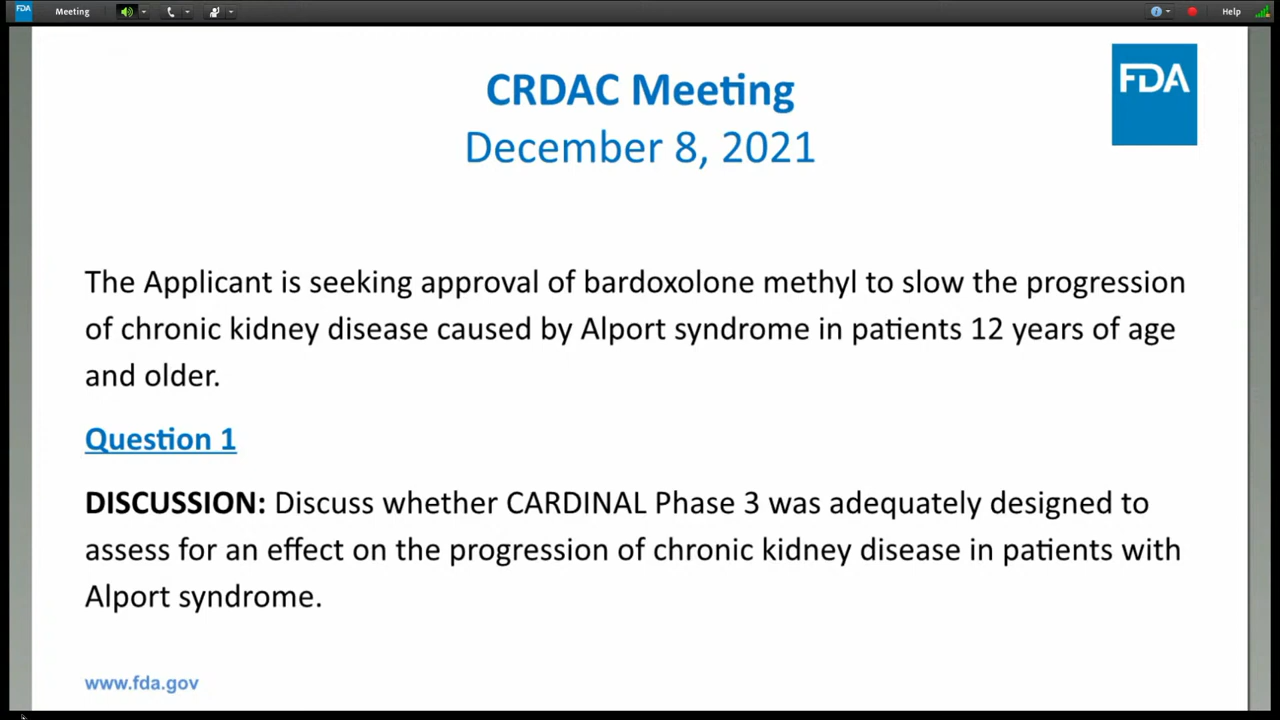 FDA
Meeting
Help
CRDAC Meeting
FDA
December 8, 2021
The Applicant is seeking approval of bardoxolone methyl to slow the progression
of chronic kidney disease caused by Alport syndrome in patients 12 years of age
and older.
Question 1
DISCUSSION: Discuss whether CARDINAL Phase 3 was adequately designed to
assess for an effect on the progression of chronic kidney disease in patients with
Alport syndrome.
www.fda.gov